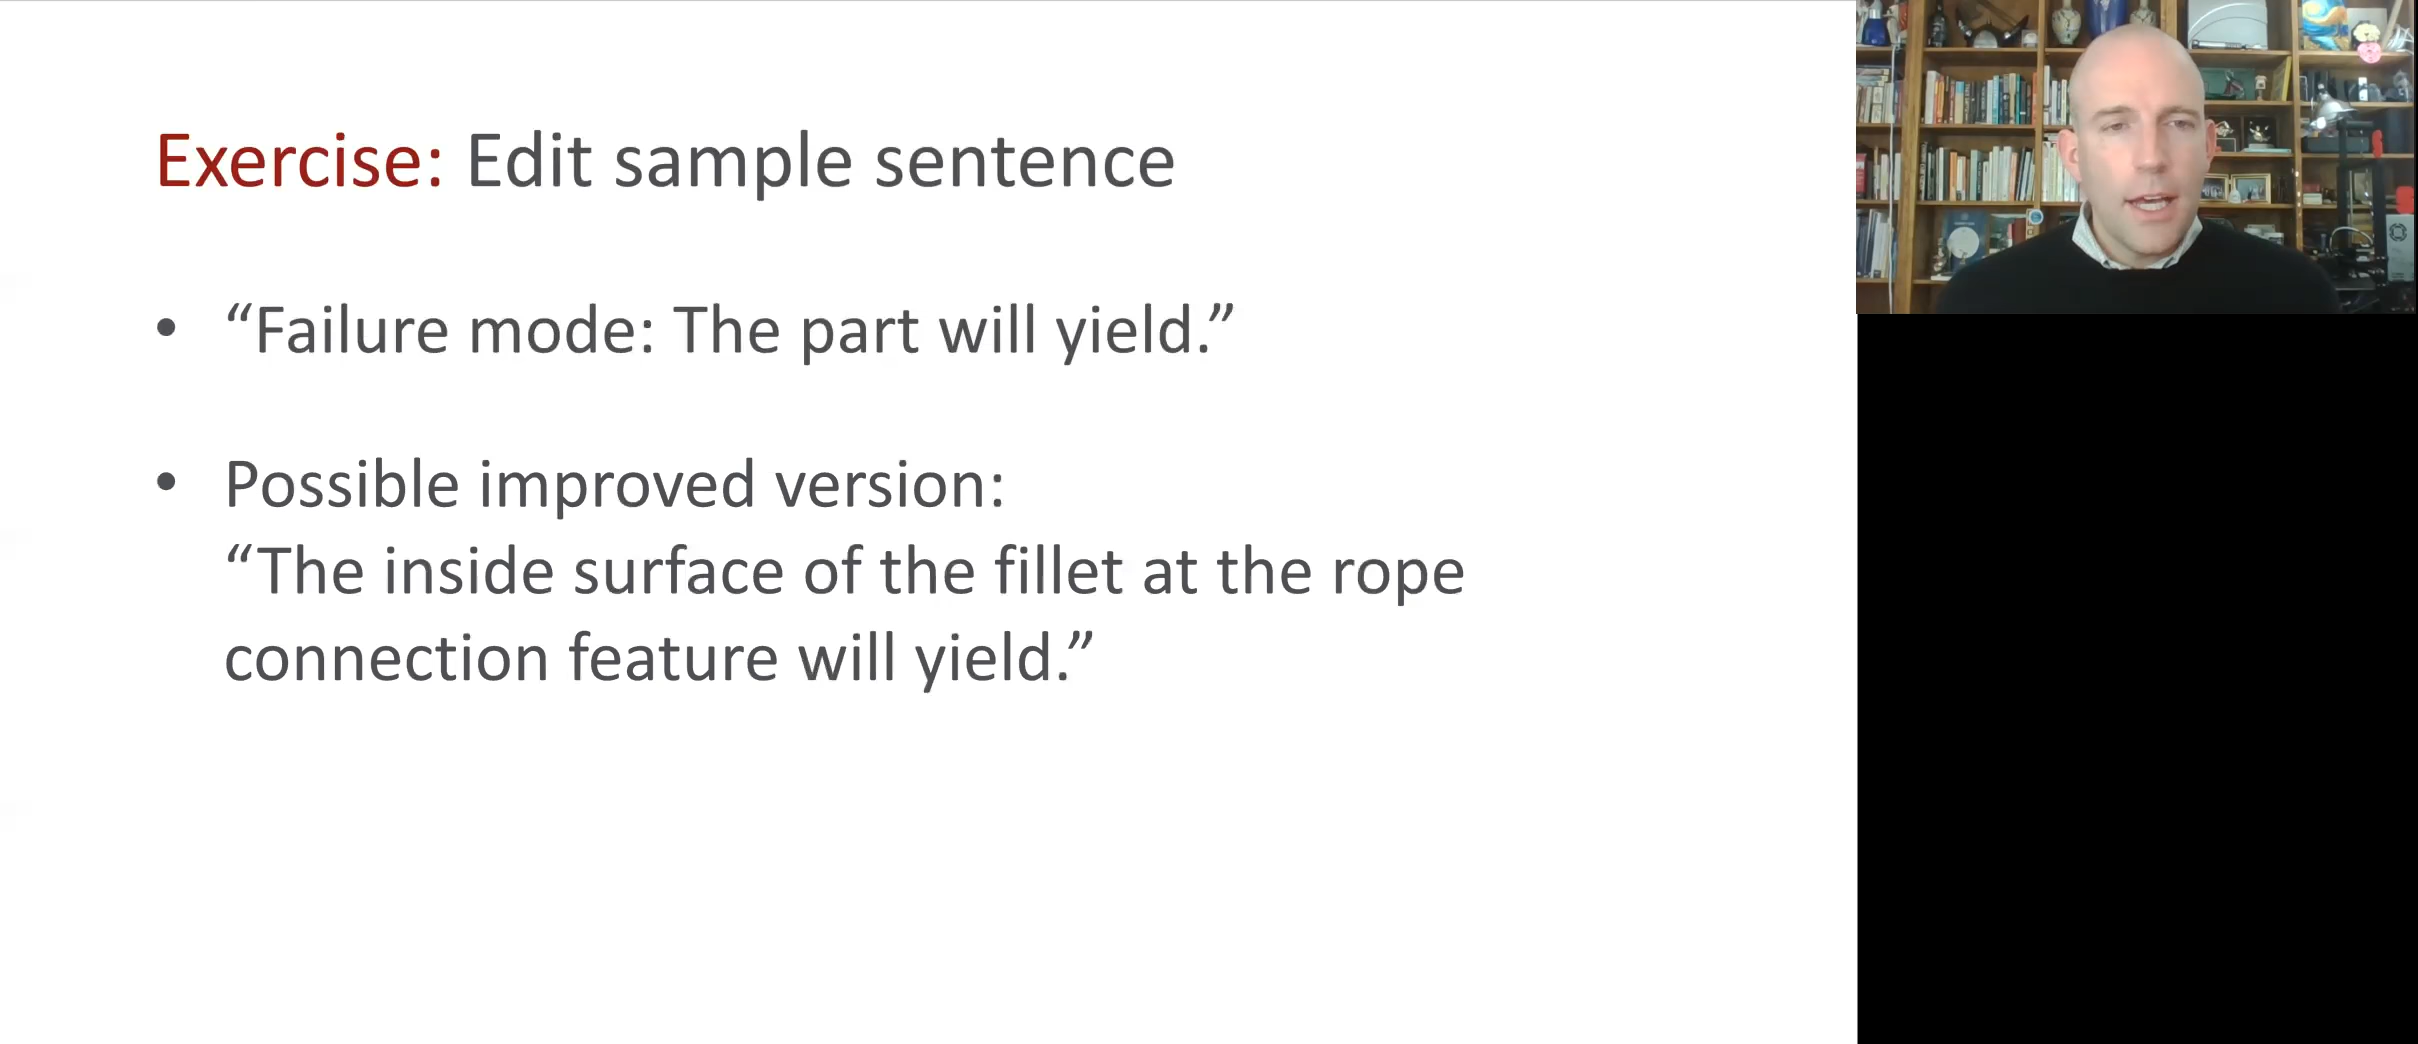 Exercise: Edit sample sentence
• “Failure mode: The part will yield.”
• Possible improved version:
“The inside surface of the fillet at the rope
connection feature will yield.”